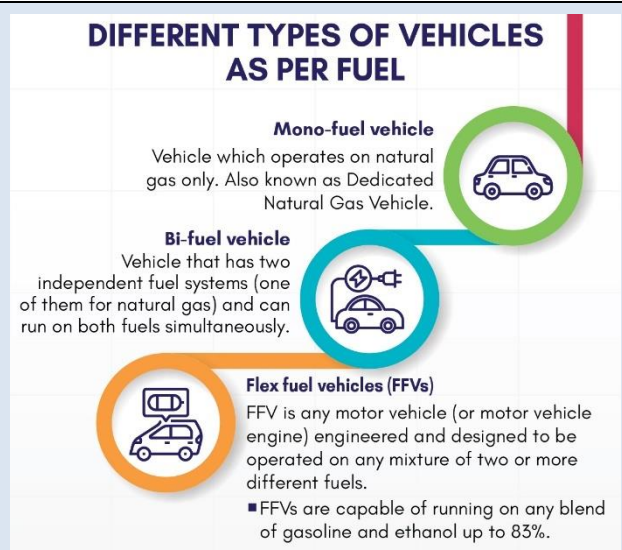 DIFFERENT TYPES OF VEHICLES
AS PER FUEL
Mono-fuel vehicle
Vehicle which operates on natural
gas only. Also known as Dedicated
Natural Gas Vehicle.
Bi-fuel vehicle
Vehicle that has two
independent fuel systems (one
of them for natural gas) and can
run on both fuels simultaneously.
Flex fuel vehicles (FFVs)
FFV is any motor vehicle (or motor vehicle
engine) engineered and designed to be
operated on any mixture of two or more
different fuels.
▪FFVs are capable of running on any blend
of gasoline and ethanol up to 83%.